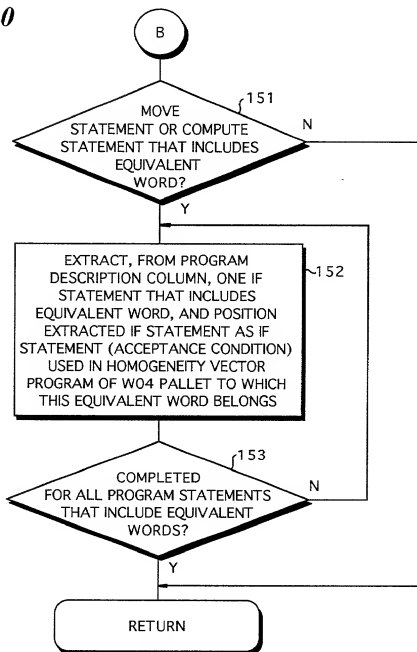 0
B
151
MOVE
STATEMENT OR COMPUTE
STATEMENT THAT INCLUDES
EQUIVALENT
WORD?
N
Y
EXTRACT, FROM PROGRAM
DESCRIPTION COLUMN, ONE IF
STATEMENT THAT INCLUDES
EQUIVALENT WORD, AND POSITION
EXTRACTED IF STATEMENT AS IF
STATEMENT (ACCEPTANCE CONDITION)
USED IN HOMOGENEITY VECTOR
PROGRAM OF W04 PALLET TO WHICH
THIS EQUIVALENT WORD BELONGS
152
153
COMPLETED
FOR ALL PROGRAM STATEMENTS
THAT INCLUDE EQUIVALENT
WORDS?
N
Y
RETURN